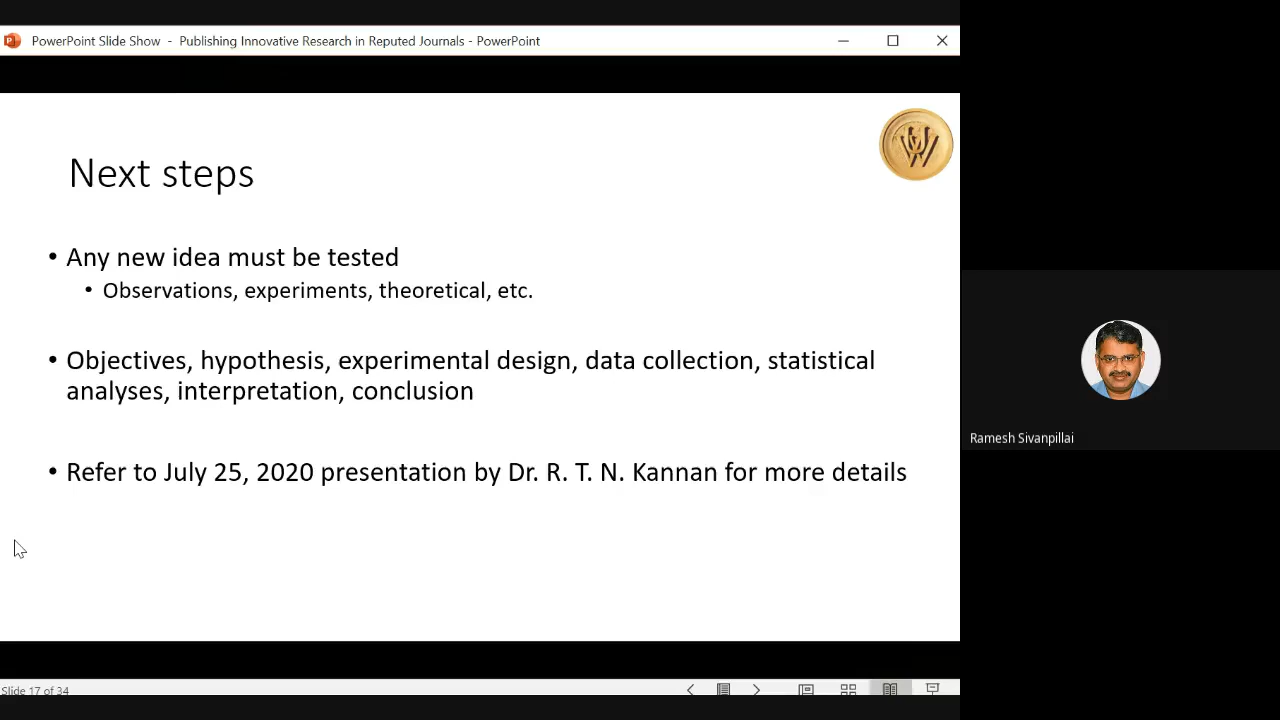 PowerPoint Slide Show - Publishing Innovative Research in Reputed Journals - PowerPoint
Next steps
• Any new idea must be tested
• Observations, experiments, theoretical, etc.
• Objectives, hypothesis, experimental design, data collection, statistical
analyses, interpretation, conclusion
• Refer to July 25, 2020 presentation by Dr. R. T. N. Kannan for more details
Ramesh Sivanpillai
Slide 17 of 34